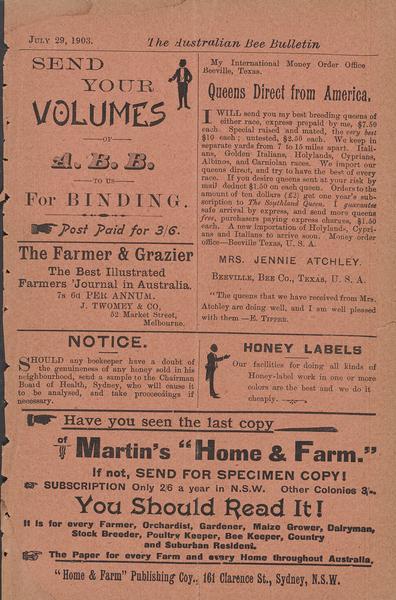 JULY 29, 1903.
The Australian Bee Bulletin
SEND
YOUR
VOLUMES
—OF—
A. B. B.
—TO US—
For BINDING.
Post Paid for 3/6.
The Farmer & Grazier
The Best Illustrated
Farmers 'Journal in Australia.
7s 6d PER ANNUM.
J. TWOMEY & CO,
52 Market Street,
Melbourne.
My International Money Order Office
Beeville, Texas.
Queens Direct from America.
I WILL send you my best breeding queens of
either race, express prepaid by me, $7.50
each. Special raised and mated, the very best
$10 each; untested, $2.50 each. We keep in
separate yards from 7 to 15 miles apart. Itali-
ans, Golden Italians, Holylands, Cyprians,
Albinos, and Carniolan races. We import our
queens direct, and try to have the best of every
race. If you desire queens sent at your risk by
mail deduct $1.50 on each queen. Orders to the
amount of ten dollars (£2) get one year's sub-
scription to The Southland Queen. I guarantee
safe arrival by express, and send more queens
free, purchasers paying express charges, $1.50
each. A new importation of Holylands, Cypri-
ans and Italians to arrive soon. Money order
office—Beeville Texas, U. S. A.
MRS. JENNIE ATCHLEY.
BEEVILLE, BEE CO., TEXAS, U. S. A.
"The queens that we have received from Mrs.
Atchley are doing well, and I am well pleased
with them —E. TIPPER.
NOTICE.
SHOULD any bookeeper have a doubt of
the genuineness of any honey sold in his
neighbourhood, send a sample to the Chairman
Board of Health, Sydney, who will cause it
to be analysed, and take procceedings if
necessary.
HONEY LABELS
Our facilities for doing all kinds of
Honey-label work in one or more
colors are the best and we do it
cheaply.
Have you seen the last copy
of Martin's "Home & Farm."
If not, SEND FOR SPECIMEN COPY!
SUBSCRIPTION Only 2/6 a year in N.S.W. Other Colonies 3/-.
You Should Read It!
It is for every Farmer, Orchardist, Gardener, Maize Grower, Dairyman,
Stock Breeder, Poultry Keeper, Bee Keeper, Country
and Suburban Resident.
The Paper for every Farm and every Home throughout Australia.
"Home & Farm" Publishing Coy., 161 Clarence St., Sydney, N.S.W.